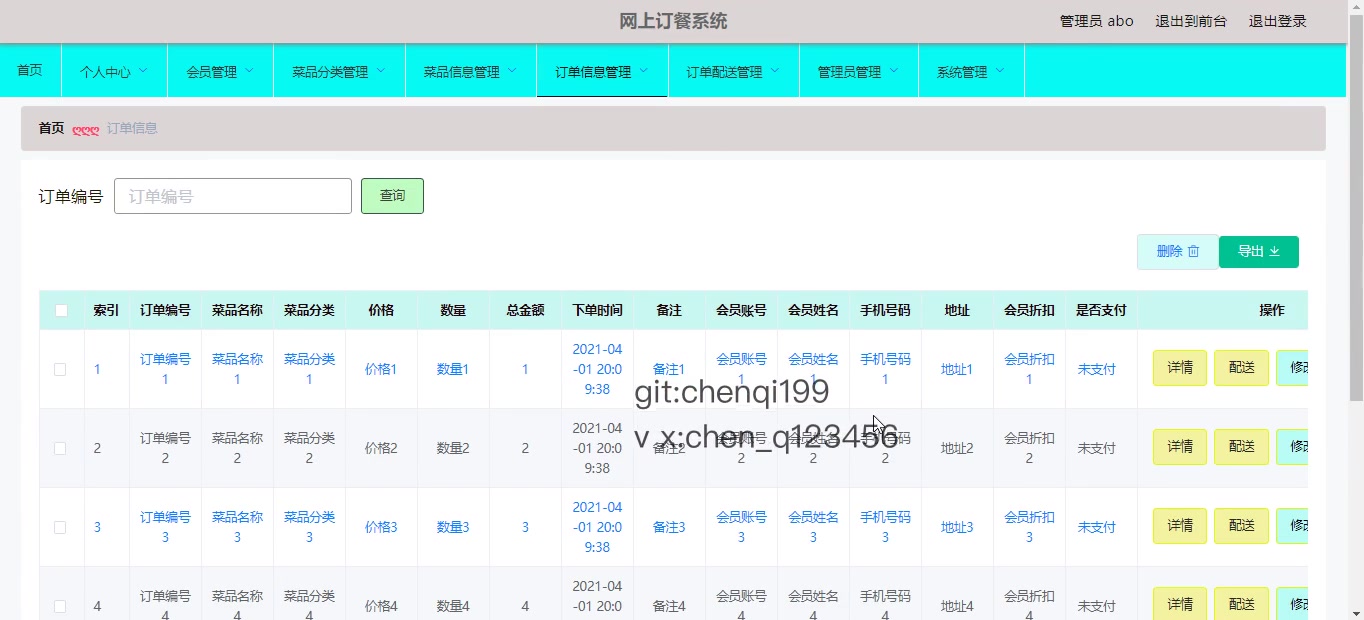 网上订餐系统
管理员 abo 退出到前台 退出登录
首页 个人中心 会员管理 菜品分类管理 菜品信息管理 订单信息管理 订单配送管理 管理员管理 系统管理
首页 ღღღ 订单信息
订单编号 订单编号 查询
删除 导出
索引 订单编号 菜品名称 菜品分类 价格 数量 总金额 下单时间 备注 会员账号 会员姓名 手机号码 地址 会员折扣 是否支付 操作
1 订单编号1 菜品名称1 菜品分类1 价格1 数量1 1 2021-04-01 20:09:38 备注1 会员账号1 会员姓名1 手机号码1 地址1 会员折扣1 未支付 详情 配送 修
git:chenqi199
v x:chen_q123456
2 订单编号2 菜品名称2 菜品分类2 价格2 数量2 2 2021-04-01 20:09:38 备注2 会员账号2 会员姓名2 手机号码2 地址2 会员折扣2 未支付 详情 配送 修
3 订单编号3 菜品名称3 菜品分类3 价格3 数量3 3 2021-04-01 20:09:38 备注3 会员账号3 会员姓名3 手机号码3 地址3 会员折扣3 未支付 详情 配送 修
4 订单编号4 菜品名称4 菜品分类4 价格4 数量4 4 2021-04-01 20:0 备注4 会员账号4 会员姓名4 手机号码4 地址4 会员折扣4 未支付 详情 配送 修